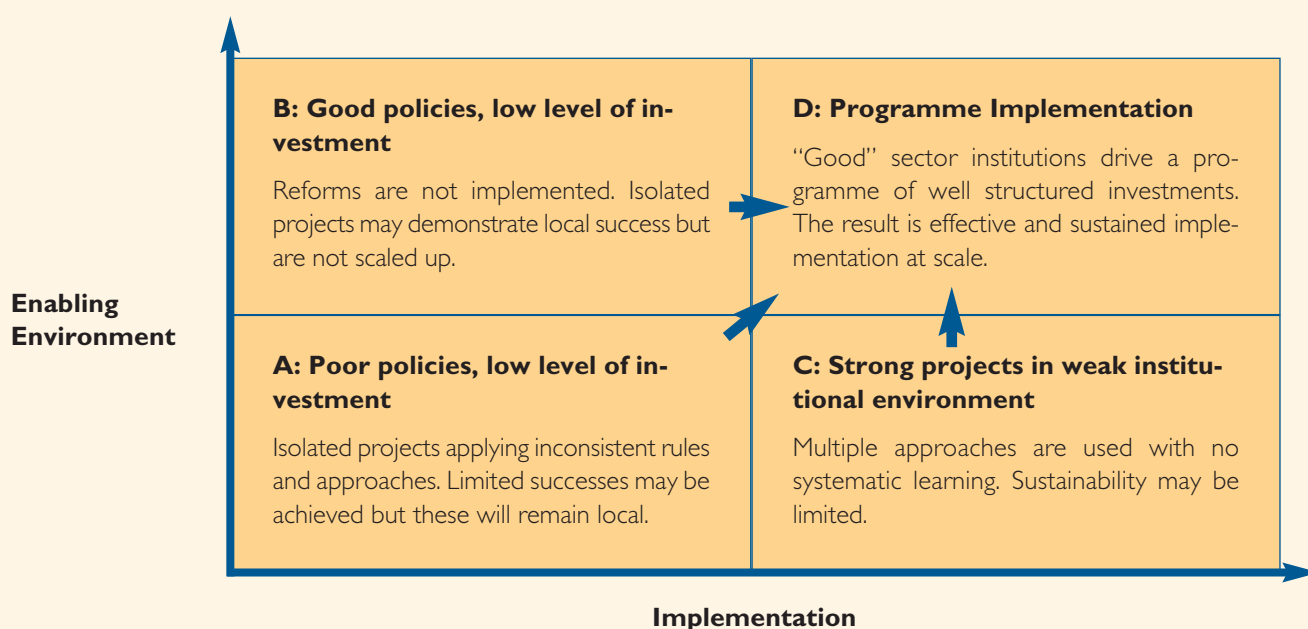 B: Good policies, low level of in-
vestment
Reforms are not implemented. Isolated
projects may demonstrate local success but
are not scaled up.
D: Programme Implementation
“Good” sector institutions drive a pro-
gramme of well structured investments.
The result is effective and sustained imple-
mentation at scale.
Enabling
Environment
A: Poor policies, low level of in-
vestment
Isolated projects applying inconsistent rules
and approaches. Limited successes may be
achieved but these will remain local.
C: Strong projects in weak institu-
tional environment
Multiple approaches are used with no
systematic learning. Sustainability may be
limited.
Implementation